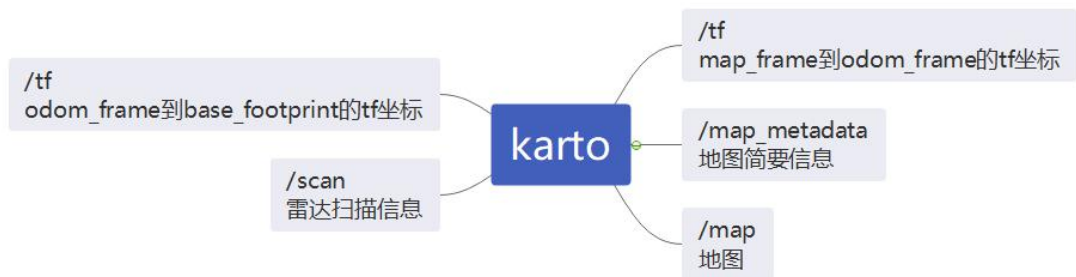 /tf
odom_frame到base_footprint的tf坐标
/scan
雷达扫描信息
karto
/tf
map_frame到odom_frame的tf坐标
/map_metadata
地图简要信息
/map
地图